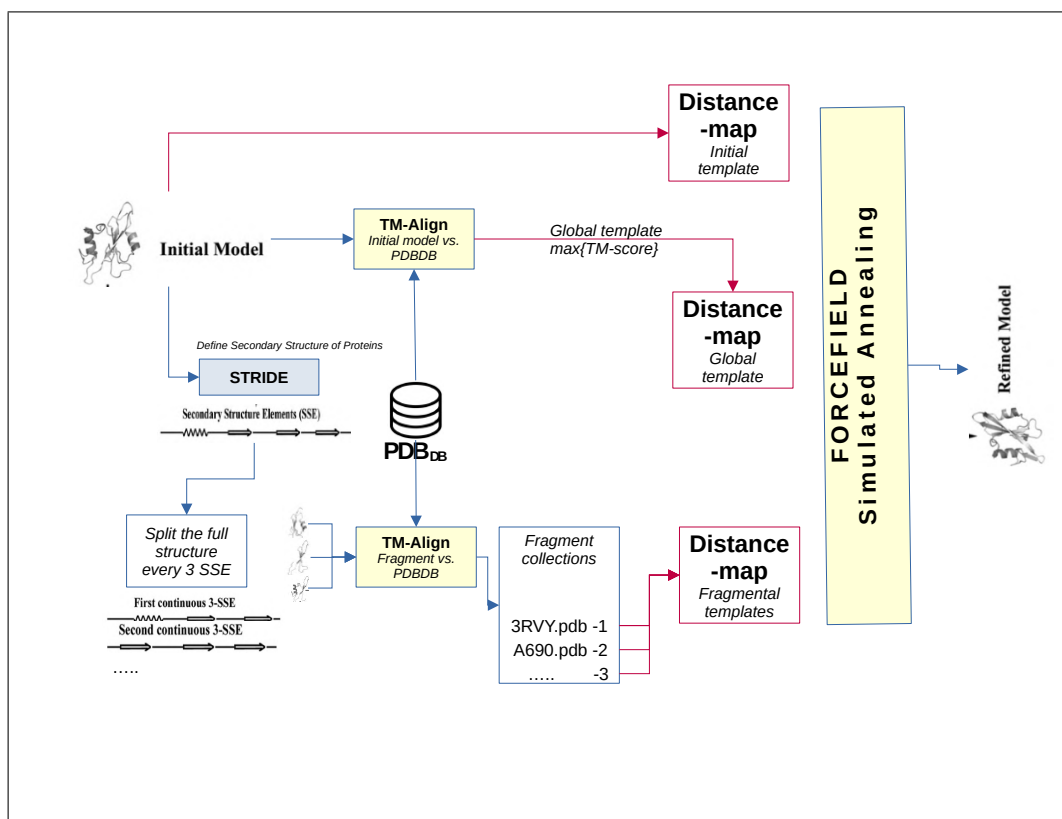 Distance
-map
Initial
template
Initial Model
TM-Align
Initial model vs.
PDBDB
Global template
max{TM-score}
Distance
-map
Global
template
Define Secondary Structure of Proteins
STRIDE
Secondary Structure Elements (SSE)
PDBDB
Split the full
structure
every 3 SSE
First continuous 3-SSE
Second continuous 3-SSE
.....
TM-Align
Fragment vs.
PDBDB
Fragment
collections
3RVY.pdb -1
A690.pdb -2
..... -3
Distance
-map
Fragmental
templates
FORCEFIELD
Simulated Annealing
Refined Model